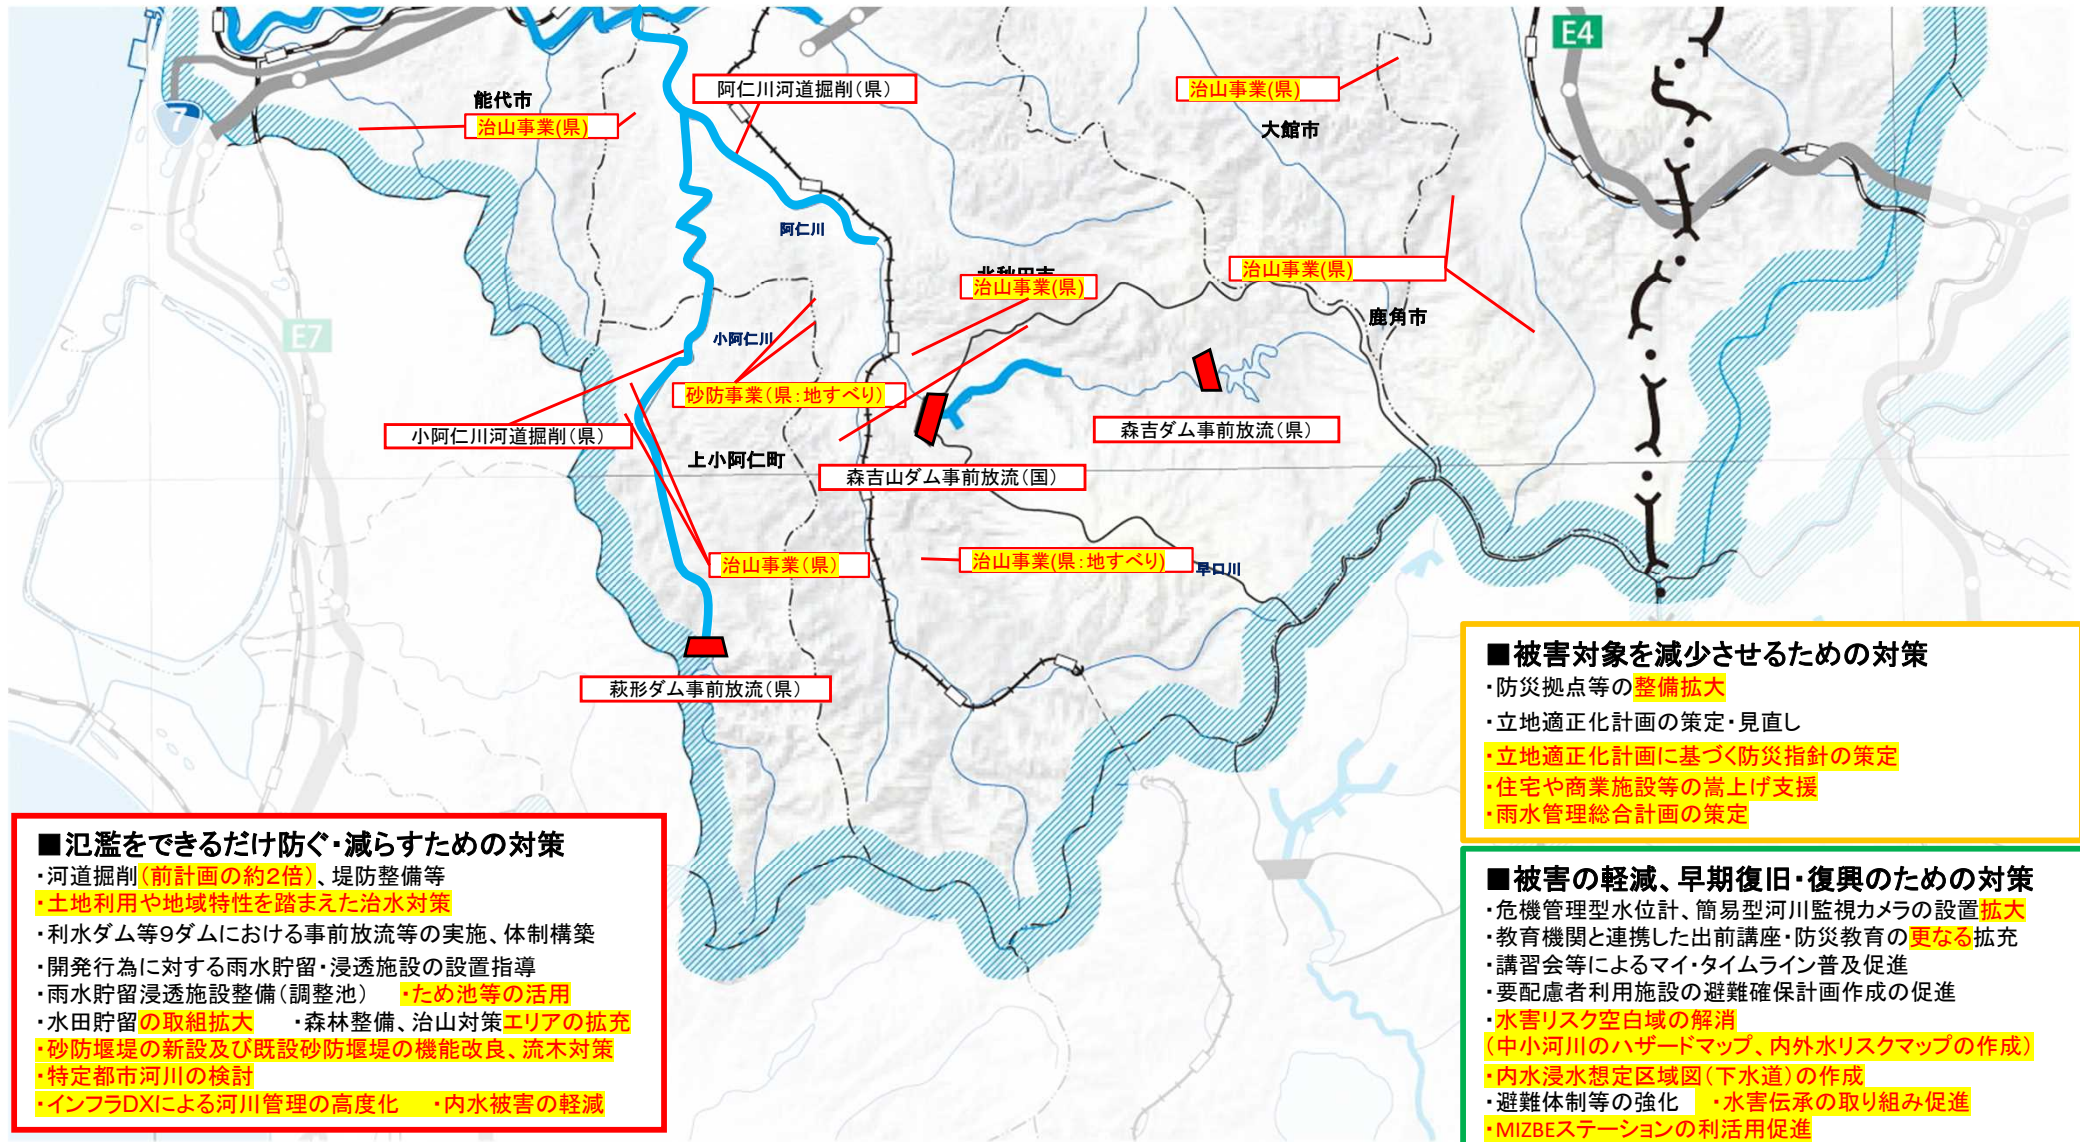 E4
7
能代市
治山事業(県)
阿仁川河道掘削(県)
治山事業(県)
大館市
阿仁川
北秋田市
治山事業(県)
治山事業(県)
鹿角市
E7
小阿仁川
砂防事業(県:地すべり)
小阿仁川河道掘削(県)
上小阿仁町
森吉ダム事前放流(県)
森吉山ダム事前放流(国)
治山事業(県)
治山事業(県:地すべり)
早口川
萩形ダム事前放流(県)
■被害対象を減少させるための対策
・防災拠点等の整備拡大
・立地適正化計画の策定・見直し
・立地適正化計画に基づく防災指針の策定
・住宅や商業施設等の嵩上げ支援
・雨水管理総合計画の策定
■氾濫をできるだけ防ぐ・減らすための対策
・河道掘削(前計画の約2倍)、堤防整備等
・土地利用や地域特性を踏まえた治水対策
・利水ダム等9ダムにおける事前放流等の実施、体制構築
・開発行為に対する雨水貯留・浸透施設の設置指導
・雨水貯留浸透施設整備(調整池) ・ため池等の活用
・水田貯留の取組拡大 ・森林整備、治山対策エリアの拡充
・砂防堰堤の新設及び既設砂防堰堤の機能改良、流木対策
・特定都市河川の検討
・インフラDXによる河川管理の高度化 ・内水被害の軽減
■被害の軽減、早期復旧・復興のための対策
・危機管理型水位計、簡易型河川監視カメラの設置拡大
・教育機関と連携した出前講座・防災教育の更なる拡充
・講習会等によるマイ・タイムライン普及促進
・要配慮者利用施設の避難確保計画作成の促進
・水害リスク空白域の解消
(中小河川のハザードマップ、内外水リスクマップの作成)
・内水浸水想定区域図(下水道)の作成
・避難体制等の強化 ・水害伝承の取り組み促進
・MIZBEステーションの利活用促進